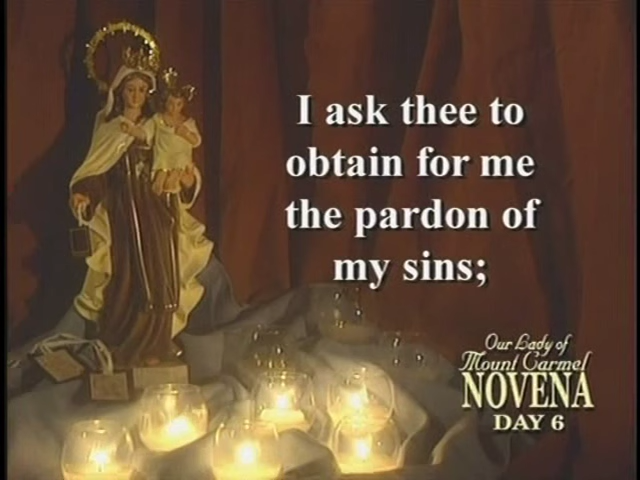 I ask thee to
obtain for me
the pardon of
my sins;
Our Lady of
Mount Carmel
NOVENA
DAY 6